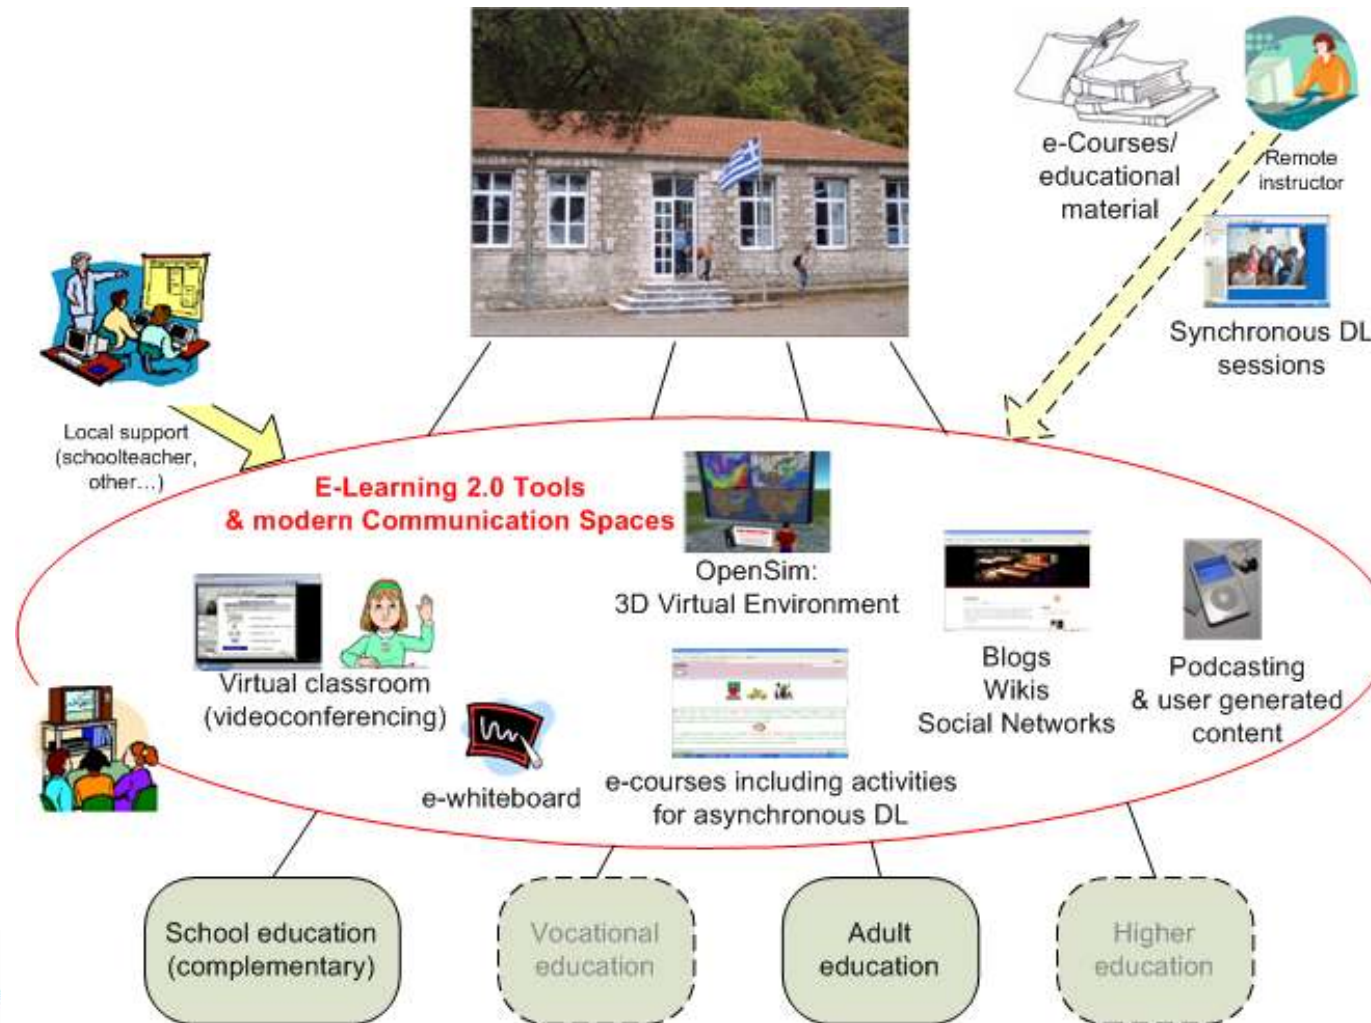 e-Courses/
educational
material
Remote
instructor
Synchronous DL
sessions
Local support
(schoolteacher,
other...)
E-Learning 2.0 Tools
& modern Communication Spaces
OpenSim:
3D Virtual Environment
Virtual classroom
(videoconferencing)
e-whiteboard
e-courses including activities
for asynchronous DL
Blogs
Wikis
Social Networks
Podcasting
& user generated
content
School education
(complementary)
Vocational
education
Adult
education
Higher
education